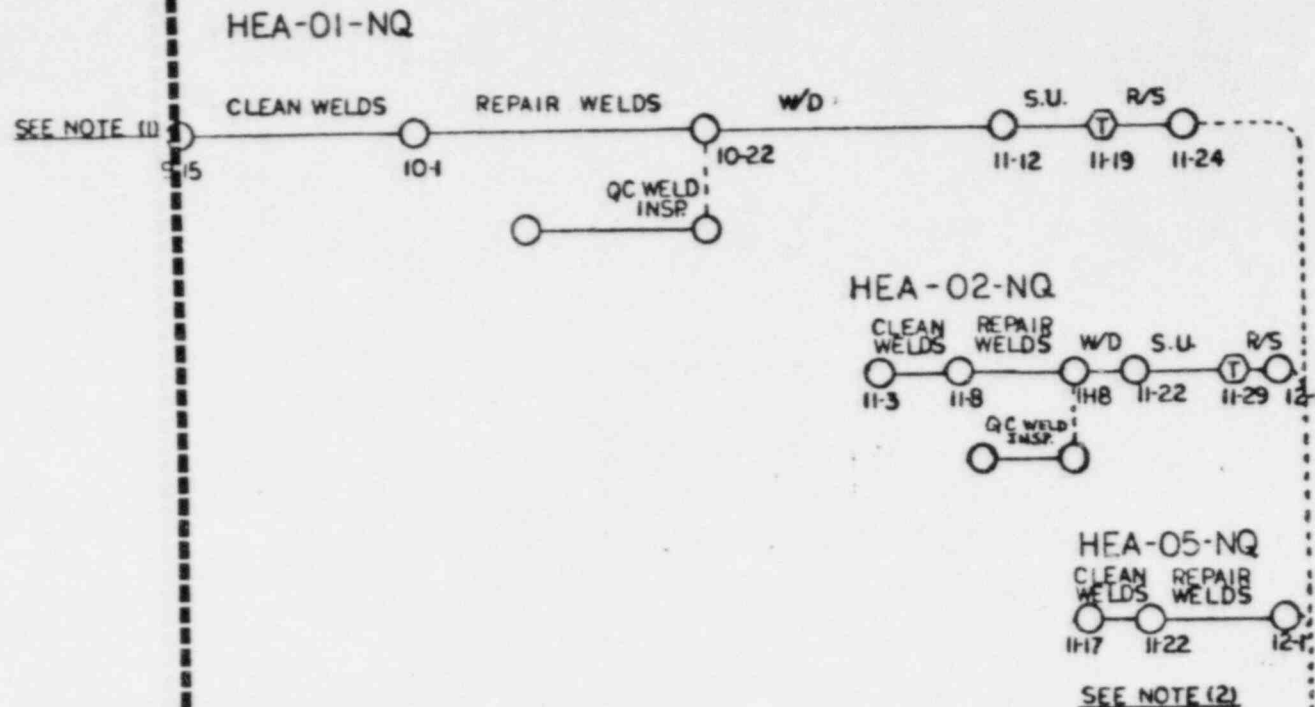 HEA-01-NQ
CLEAN WELDS REPAIR WELDS W/D S.U. R/S
SEE NOTE (1)
10-1 10-22 11-12 T 11-19 11-24
QC WELD
INSP.
HEA-02-NQ
CLEAN WELDS REPAIR WELDS W/D S.U. R/S
11-3 11-8 11-18 11-22 T 11-29
QC WELD
INSP.
HEA-05-NQ
CLEAN WELDS REPAIR WELDS
11-17 11-22
SEE NOTE (2)